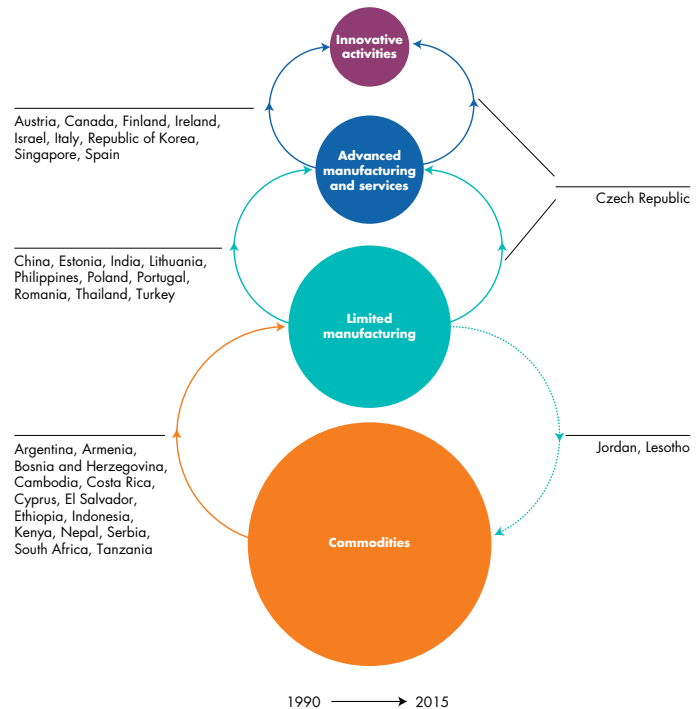 Innovative
activities
Austria, Canada, Finland, Ireland,
Israel, Italy, Republic of Korea,
Singapore, Spain
Advanced
manufacturing
and services
Czech Republic
China, Estonia, India, Lithuania,
Philippines, Poland, Portugal,
Romania, Thailand, Turkey
Limited
manufacturing
Argentina, Armenia,
Bosnia and Herzegovina,
Cambodia, Costa Rica,
Cyprus, El Salvador,
Ethiopia, Indonesia,
Kenya, Nepal, Serbia,
South Africa, Tanzania
Jordan, Lesotho
Commodities
1990
2015